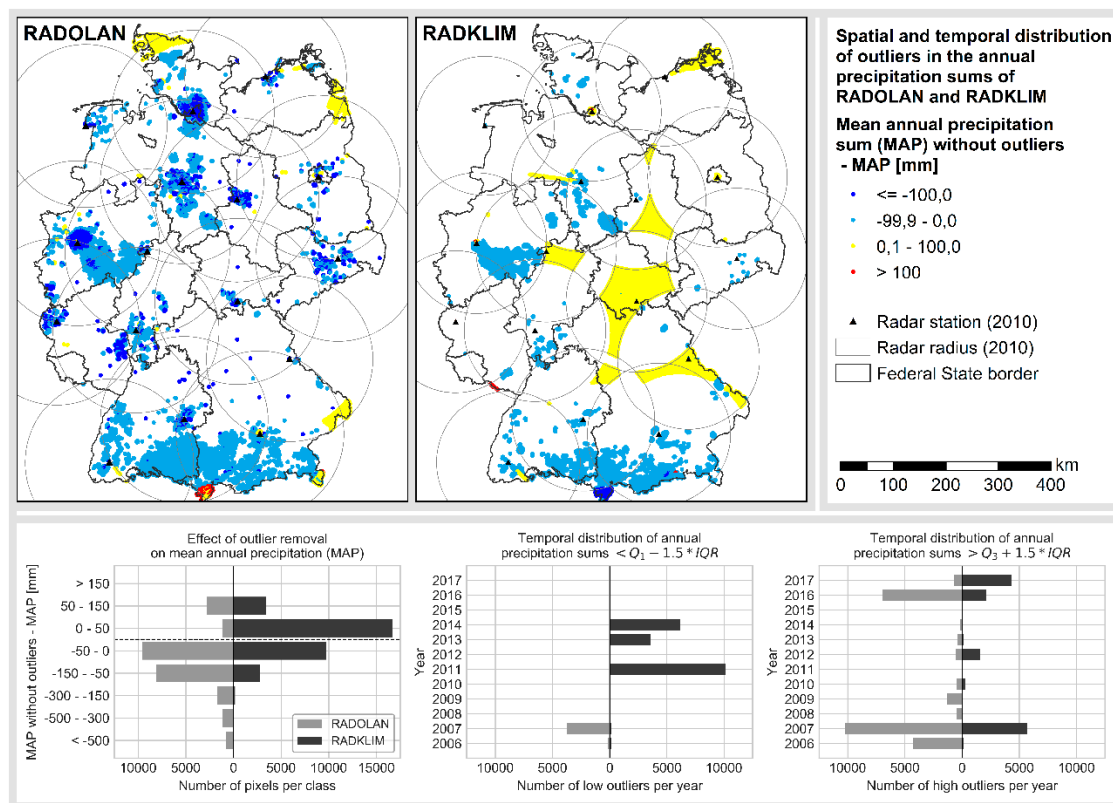 RADOLAN
RADKLIM
Spatial and temporal distribution
of outliers in the annual
precipitation sums of
RADOLAN and RADKLIM
Mean annual precipitation
sum (MAP) without outliers
- MAP [mm]
<= -100,0
-99,9 - 0,0
0,1 - 100,0
> 100
Radar station (2010)
Radar radius (2010)
Federal State border
km
0 100 200 300 400
Effect of outlier removal
on mean annual precipitation (MAP)
MAP without outliers - MAP [mm]
> 150
50 - 150
0 - 50
-50 - 0
-150 - -50
-300 - -150
-500 - -300
< -500
RADOLAN
RADKLIM
10000 5000 0 5000 10000 15000
Number of pixels per class
Temporal distribution of annual
precipitation sums < Q1 − 1.5 * IQR
Year
2017
2016
2015
2014
2013
2012
2011
2010
2009
2008
2007
2006
10000 5000 0 5000 10000
Number of low outliers per year
Temporal distribution of annual
precipitation sums > Q3 + 1.5 * IQR
Year
2017
2016
2015
2014
2013
2012
2011
2010
2009
2008
2007
2006
10000 5000 0 5000 10000
Number of high outliers per year